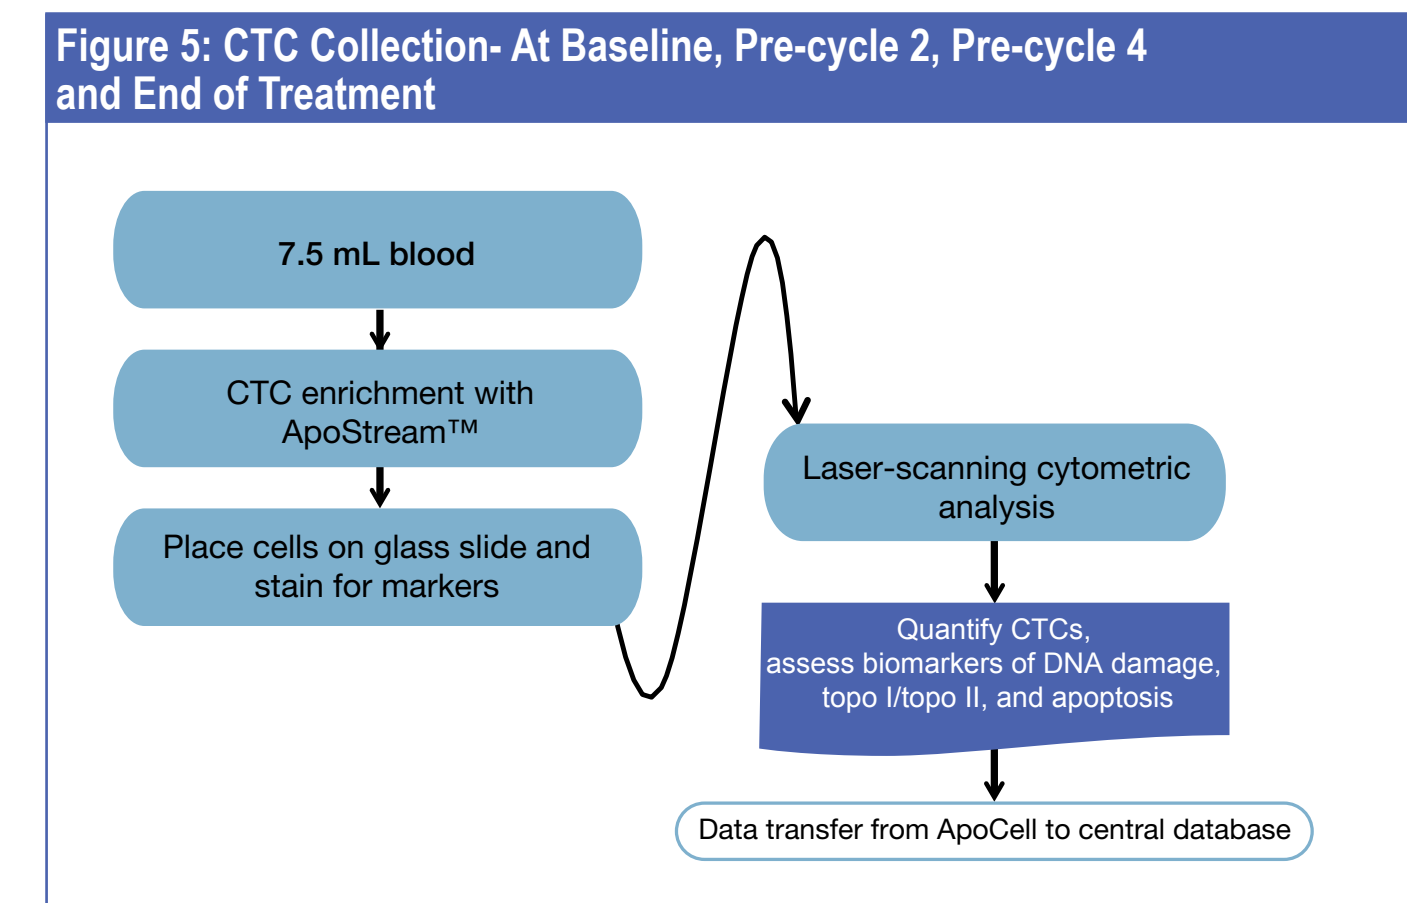 Figure 5: CTC Collection- At Baseline, Pre-cycle 2, Pre-cycle 4
and End of Treatment
7.5 mL blood
CTC enrichment with
ApoStream™
Place cells on glass slide and
stain for markers
Laser-scanning cytometric
analysis
Quantify CTCs,
assess biomarkers of DNA damage,
topo I/topo II, and apoptosis
Data transfer from ApoCell to central database